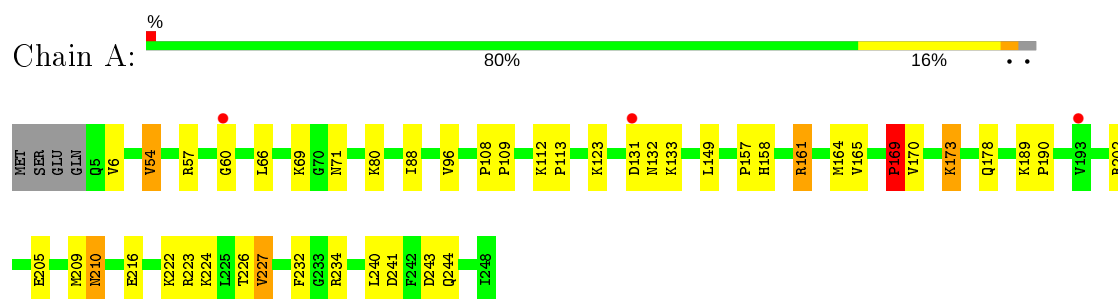 %
Chain A:
80% 16% • •
MET SER GLU GLN Q5 V6 V54 R57 G60 L66 K69 G70 N71 K80 I88 V96 P108 P109 K112 P113 K123 D131 N132 K133 L149 P157 H158 R161 M164 V165 P169 V170 K173 Q178 K189 P190 V193
E205 M209 N210 E216 K222 R223 K224 L225 T226 V227 F232 G233 R234 L240 D241 F242 D243 Q244 I248